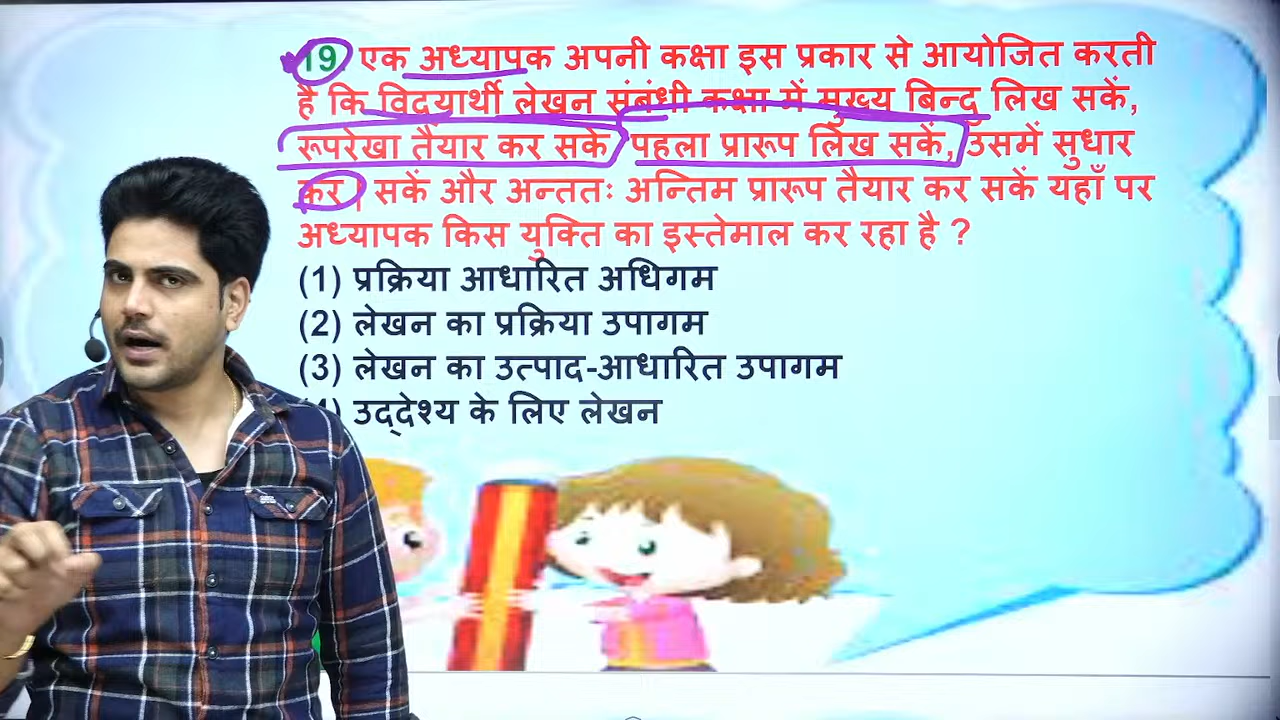 19 एक अध्यापक अपनी कक्षा इस प्रकार से आयोजित करती
है कि विद्यार्थी लेखन संबंधी कक्षा में मुख्य बिन्दु लिख सकें,
रूपरेखा तैयार कर सके पहला प्रारूप लिख सकें, उसमें सुधार
कर। सकें और अन्ततः अन्तिम प्रारूप तैयार कर सकें यहाँ पर
अध्यापक किस युक्ति का इस्तेमाल कर रहा है ?
(1) प्रक्रिया आधारित अधिगम
(2) लेखन का प्रक्रिया उपागम
(3) लेखन का उत्पाद-आधारित उपागम
(4) उद्देश्य के लिए लेखन